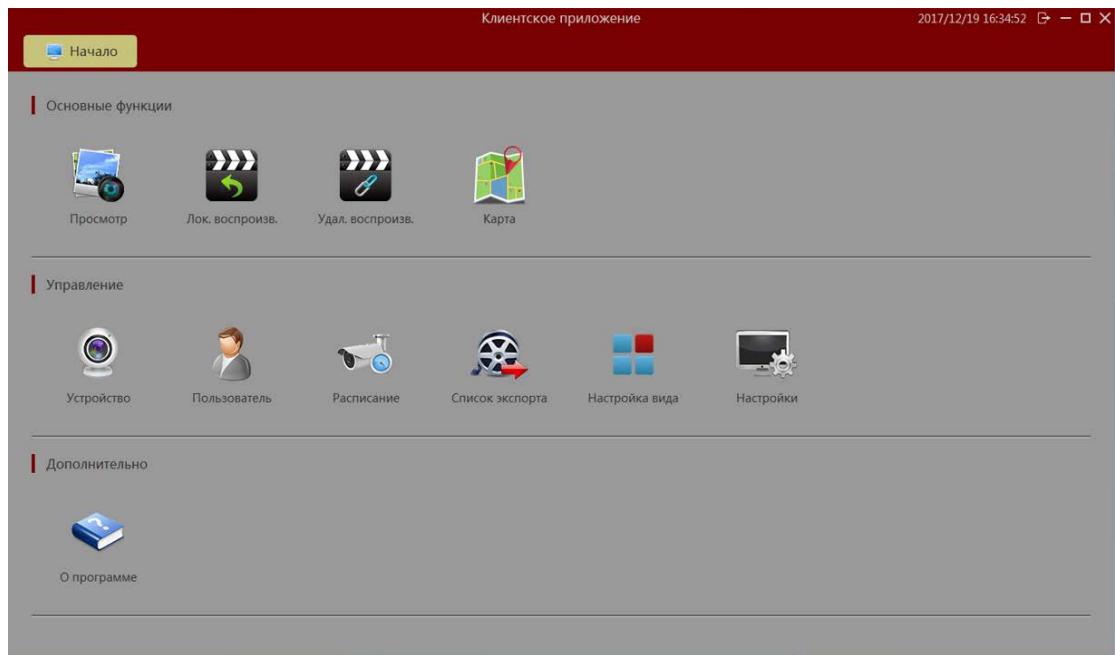 Клиентское приложение
2017/12/19 16:34:52
Начало
Основные функции
Просмотр
Лок. воспроизв.
Удал. воспроизв.
Карта
Управление
Устройство
Пользователь
Расписание
Список экспорта
Настройка вида
Настройки
Дополнительно
О программе